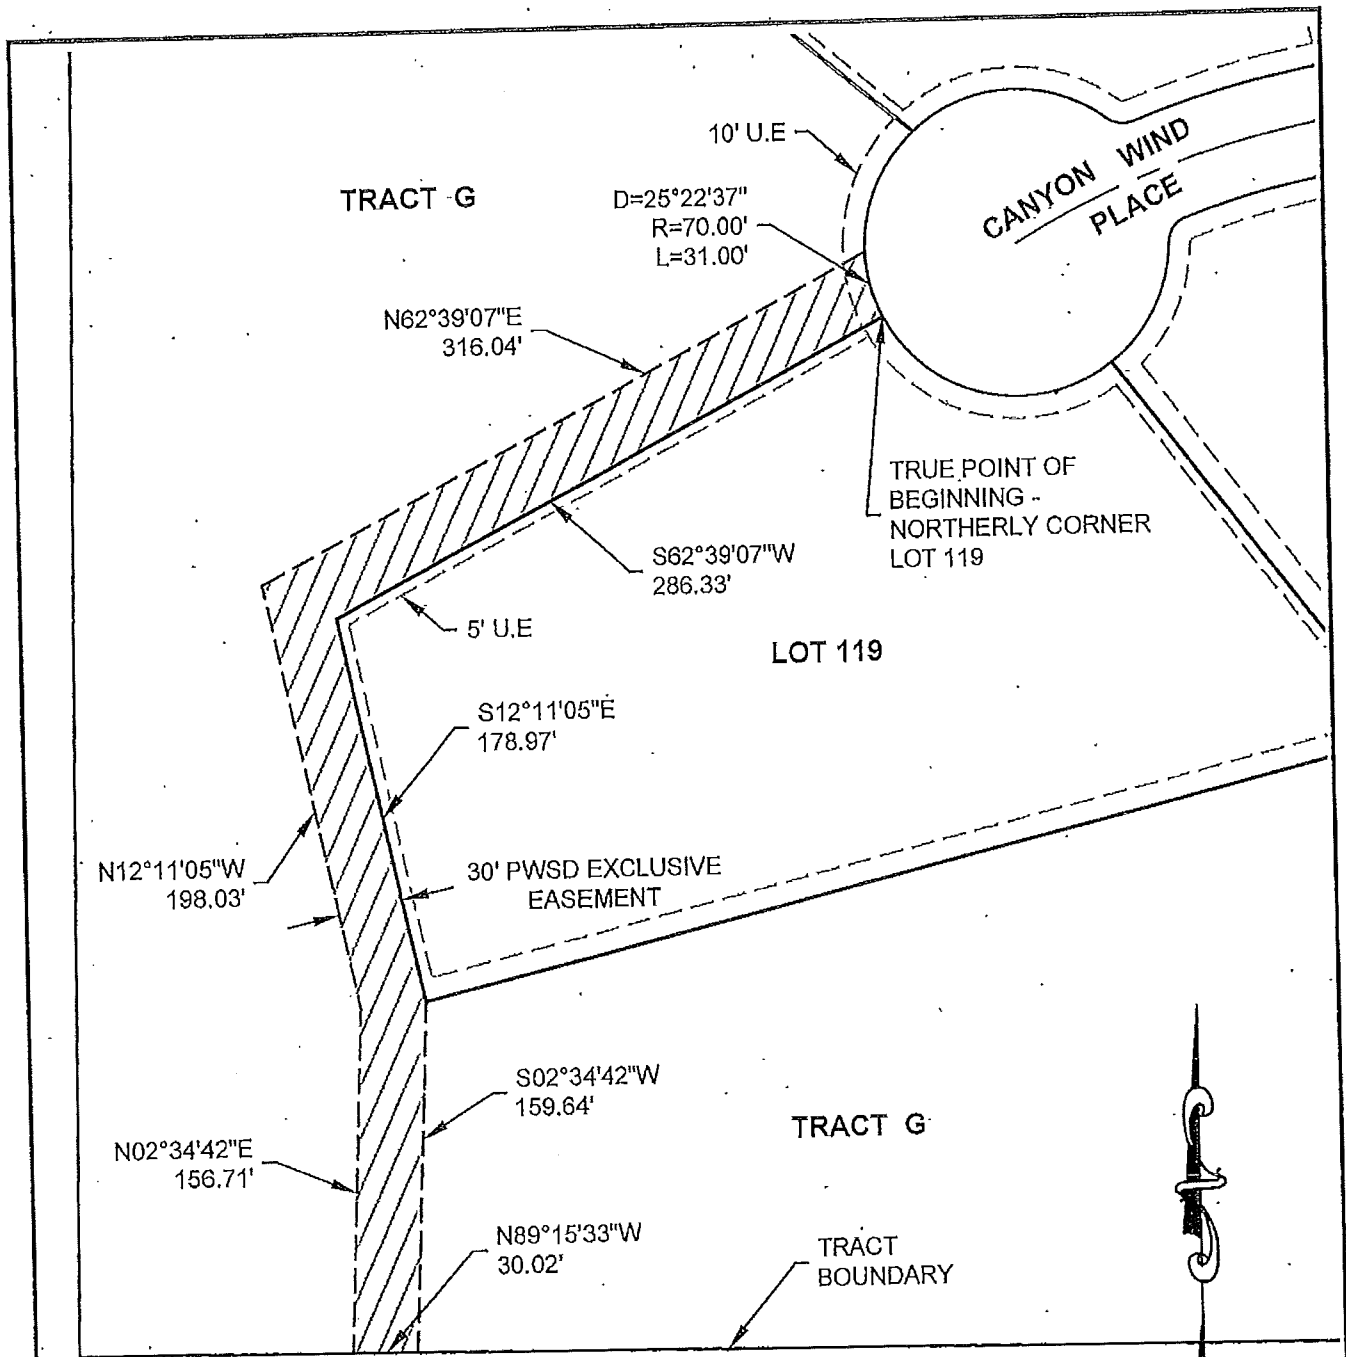 10' U.E
CANYON WIND
PLACE
TRACT G
D=25°22'37"
R=70.00'
L=31.00'
N62°39'07"E
316.04'
TRUE POINT OF
BEGINNING -
NORTHERLY CORNER
LOT 119
S62°39'07"W
286.33'
5' U.E
LOT 119
S12°11'05"E
178.97'
N12°11'05"W
198.03'
30' PWSD EXCLUSIVE
EASEMENT
S02°34'42"W
159.64'
TRACT G
N02°34'42"E
156.71'
N89°15'33"W
30.02'
TRACT
BOUNDARY